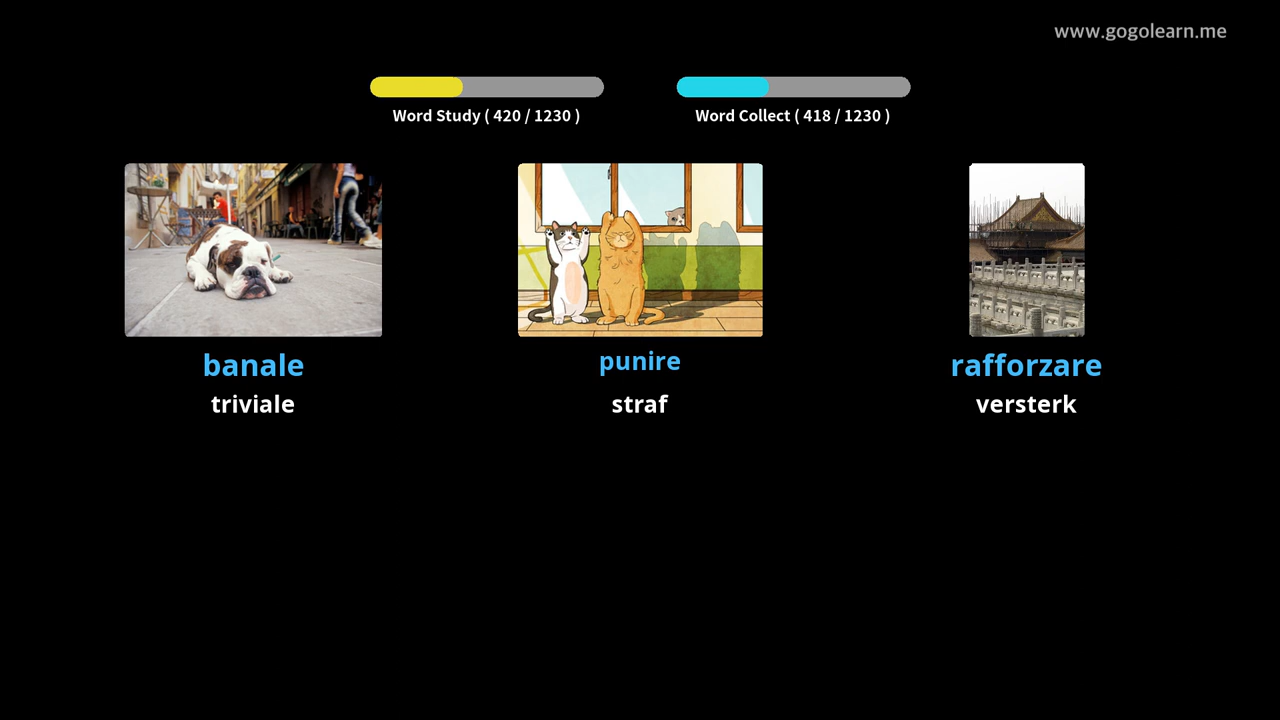 www.gogolearn.me
Word Study ( 420 / 1230 )
Word Collect ( 418 / 1230 )
banale
punire
rafforzare
triviale
straf
versterk